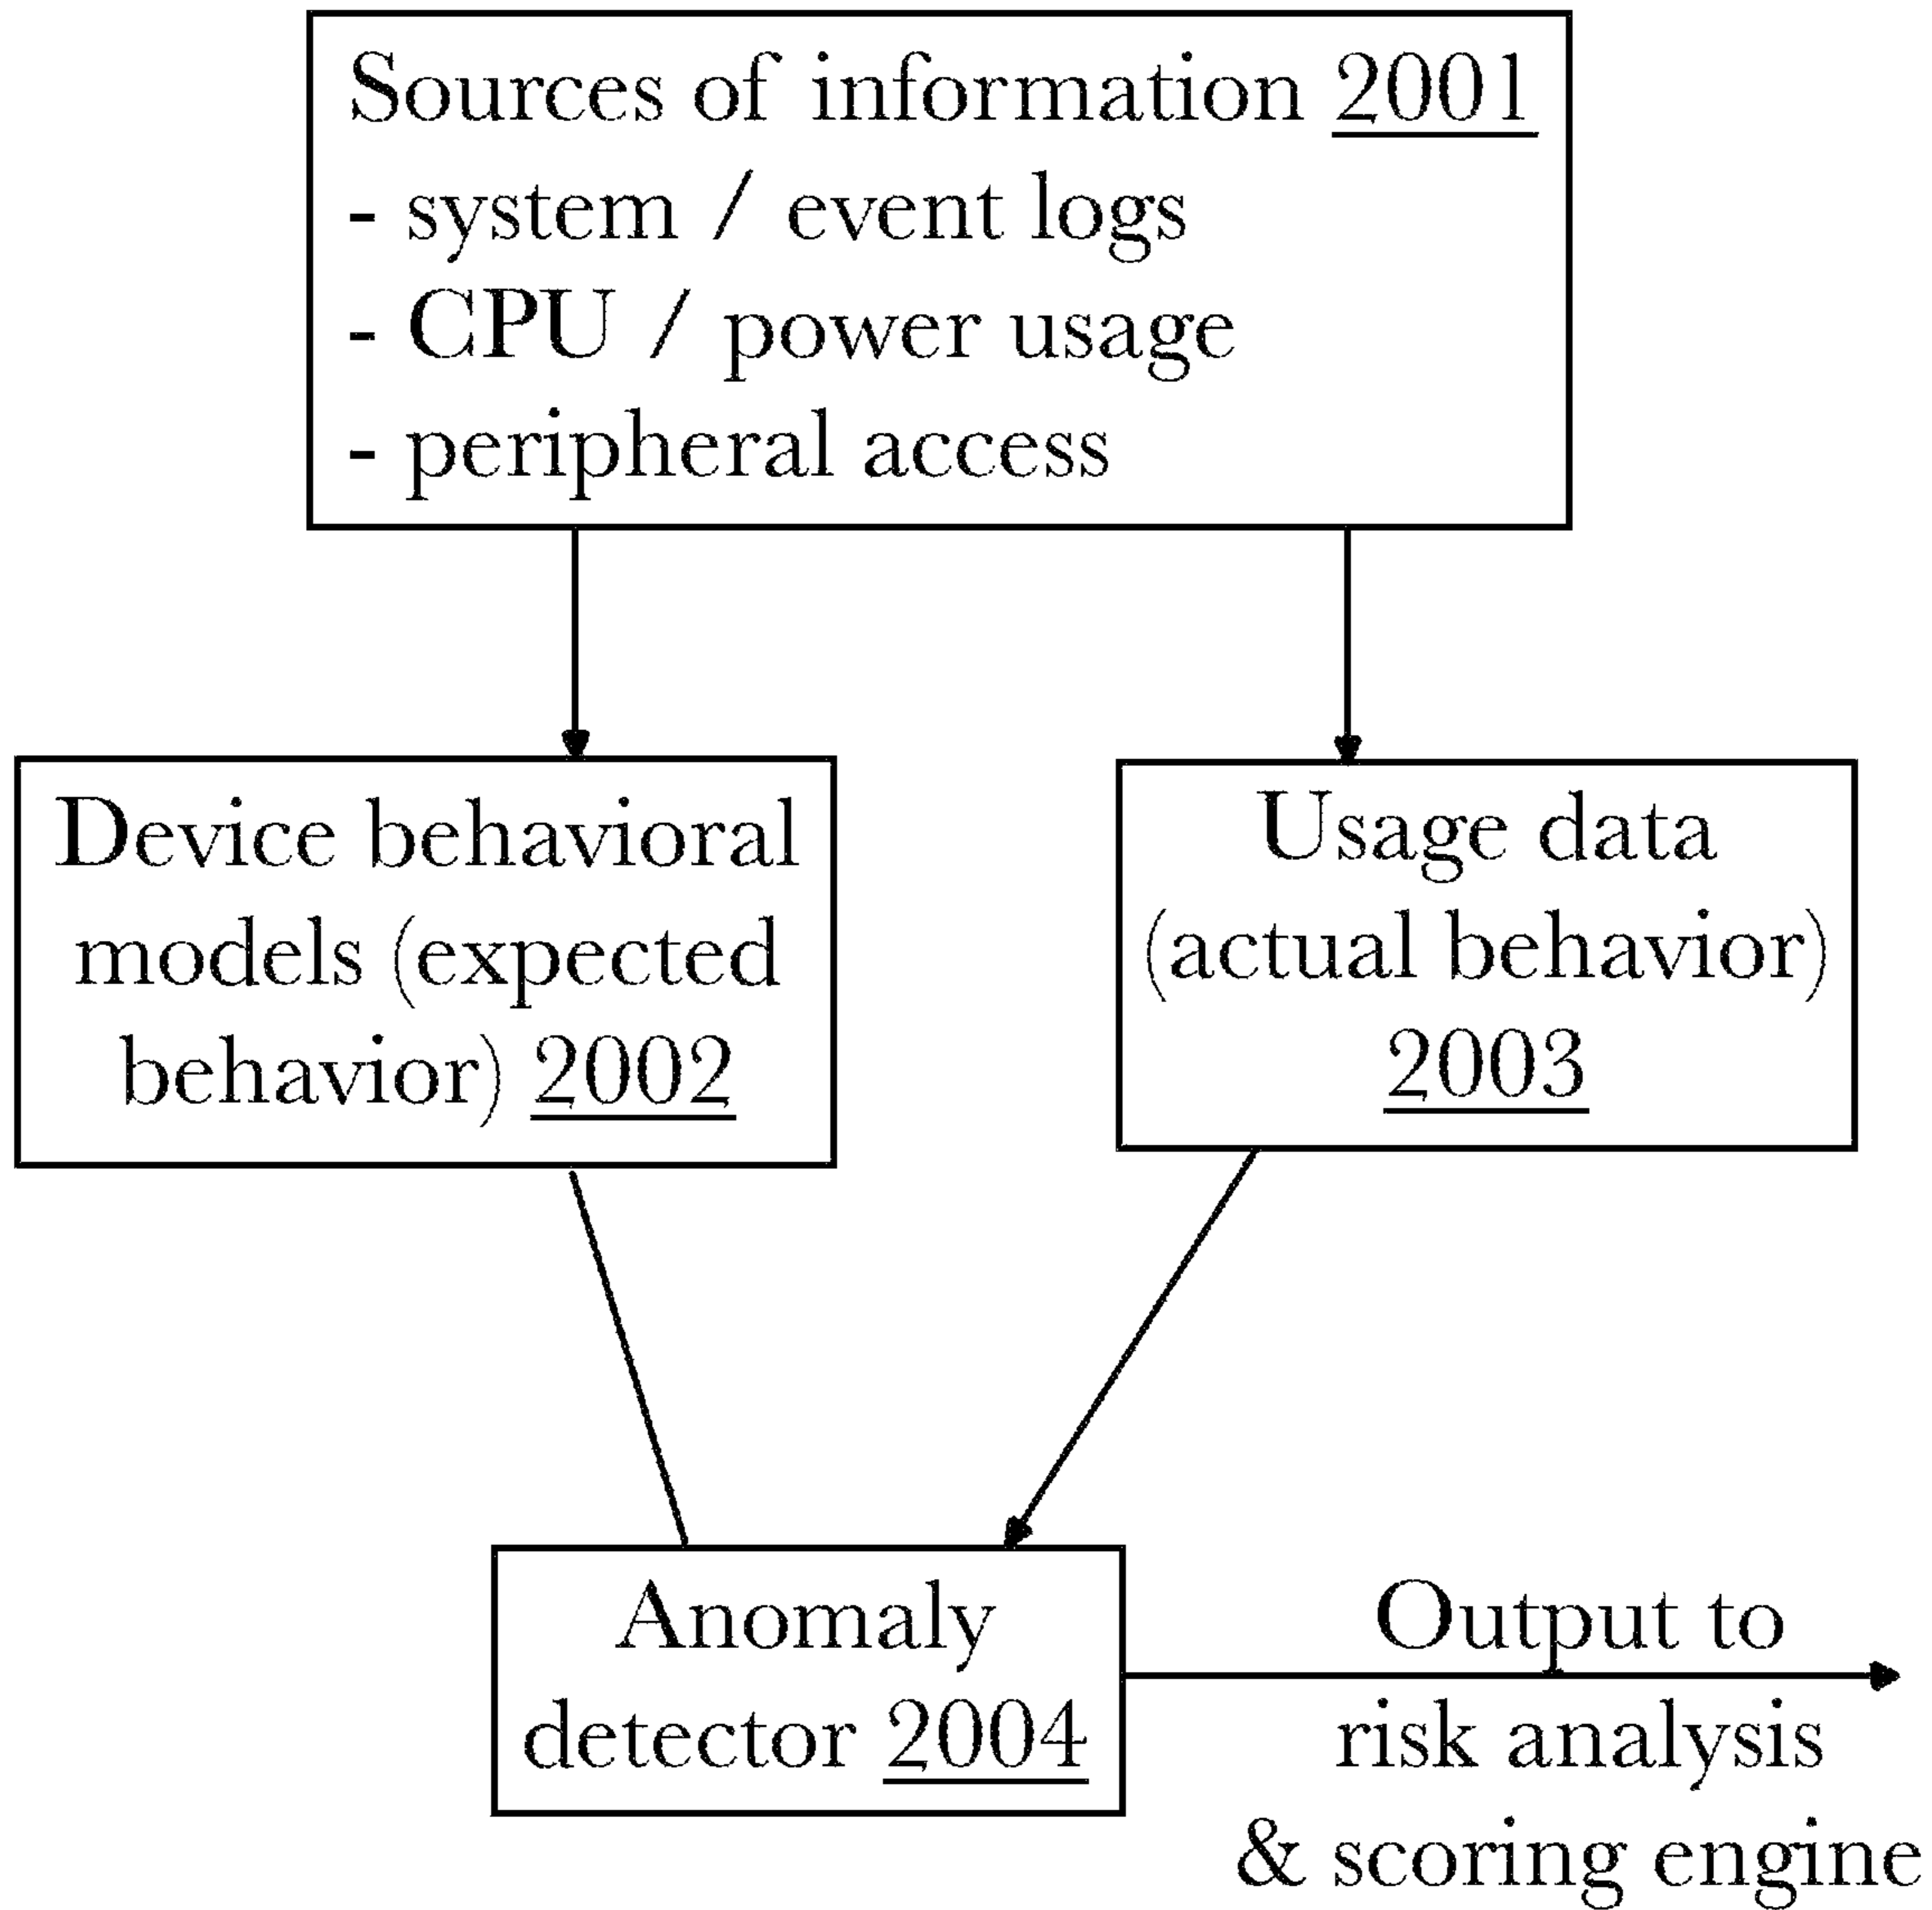 Sources of information 2001
- system / event logs
- CPU / power usage
- peripheral access
Device behavioral
models (expected
behavior) 2002
Usage data
(actual behavior)
2003
Anomaly
detector 2004
Output to
risk analysis
& scoring engine